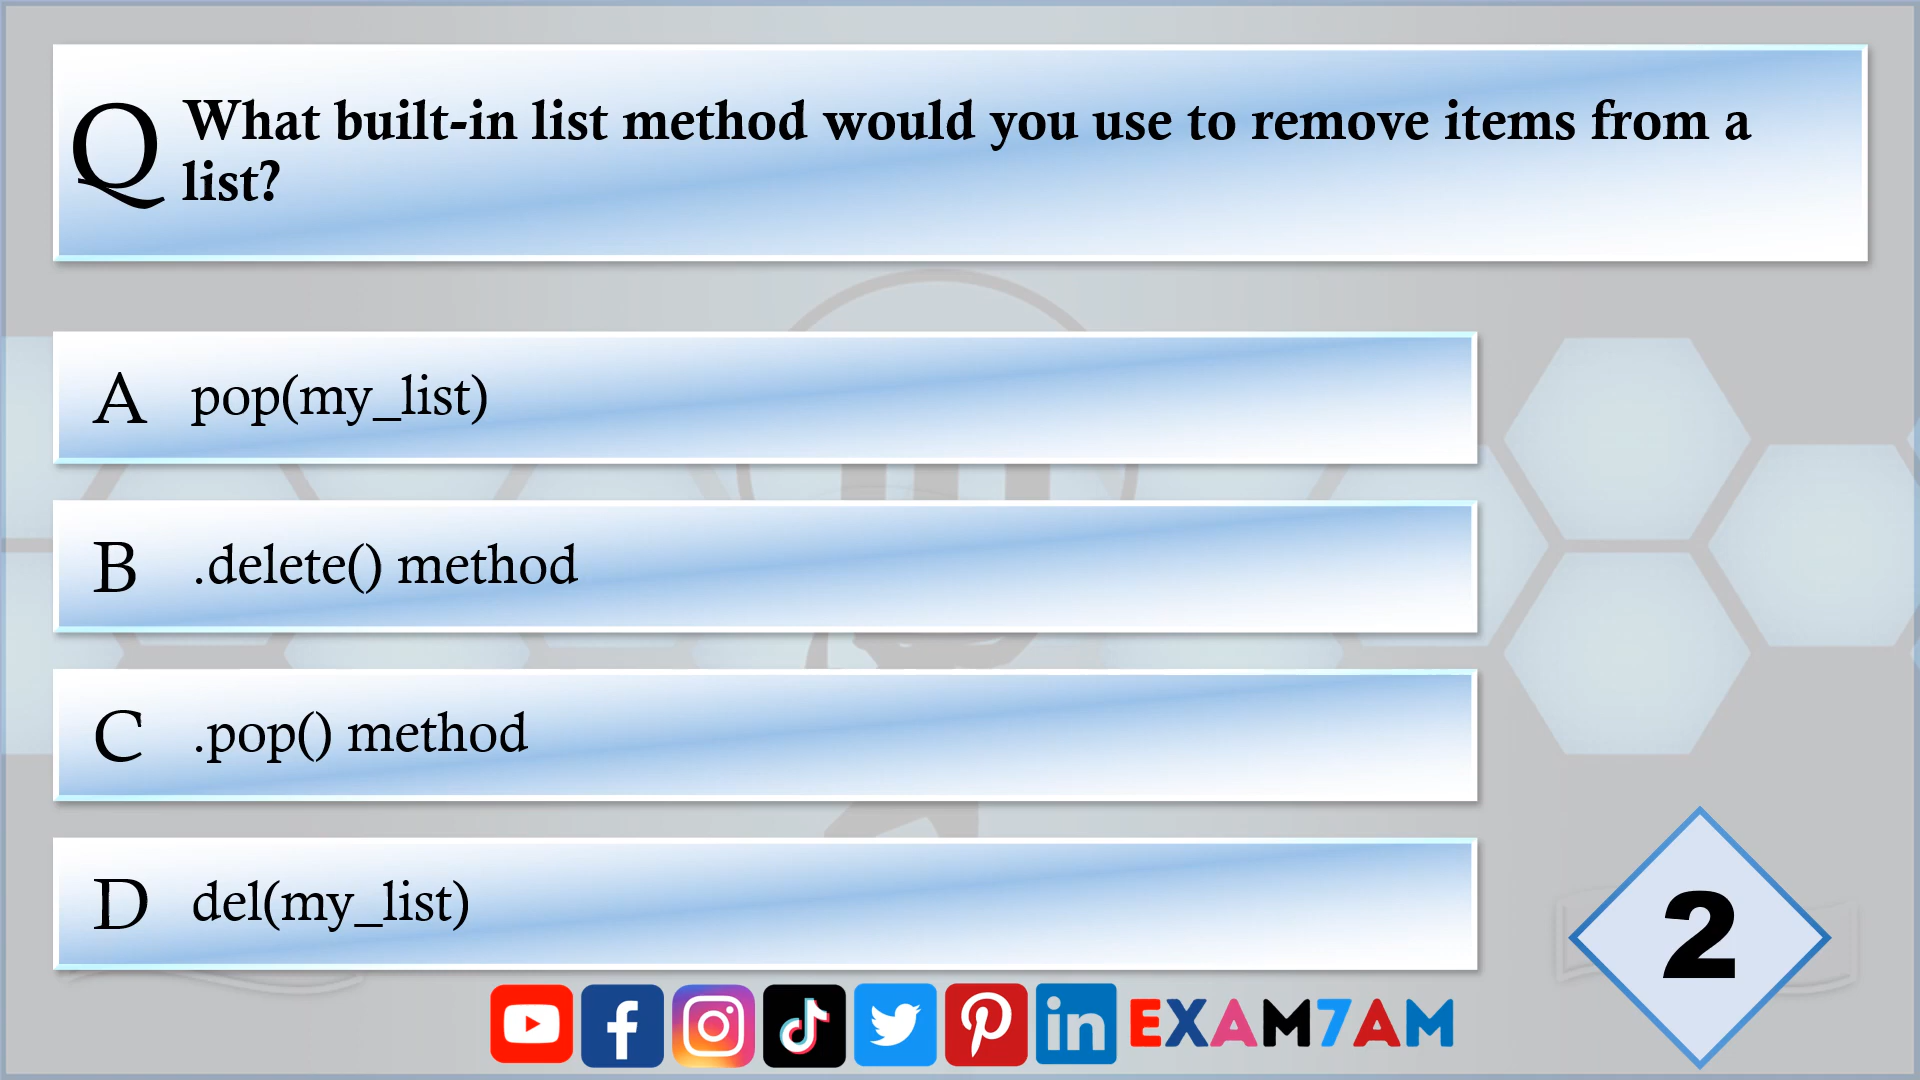 Q What built-in list method would you use to remove items from a
list?
A pop(my_list)
B .delete() method
C .pop() method
D del(my_list)
2
EXAM7AM